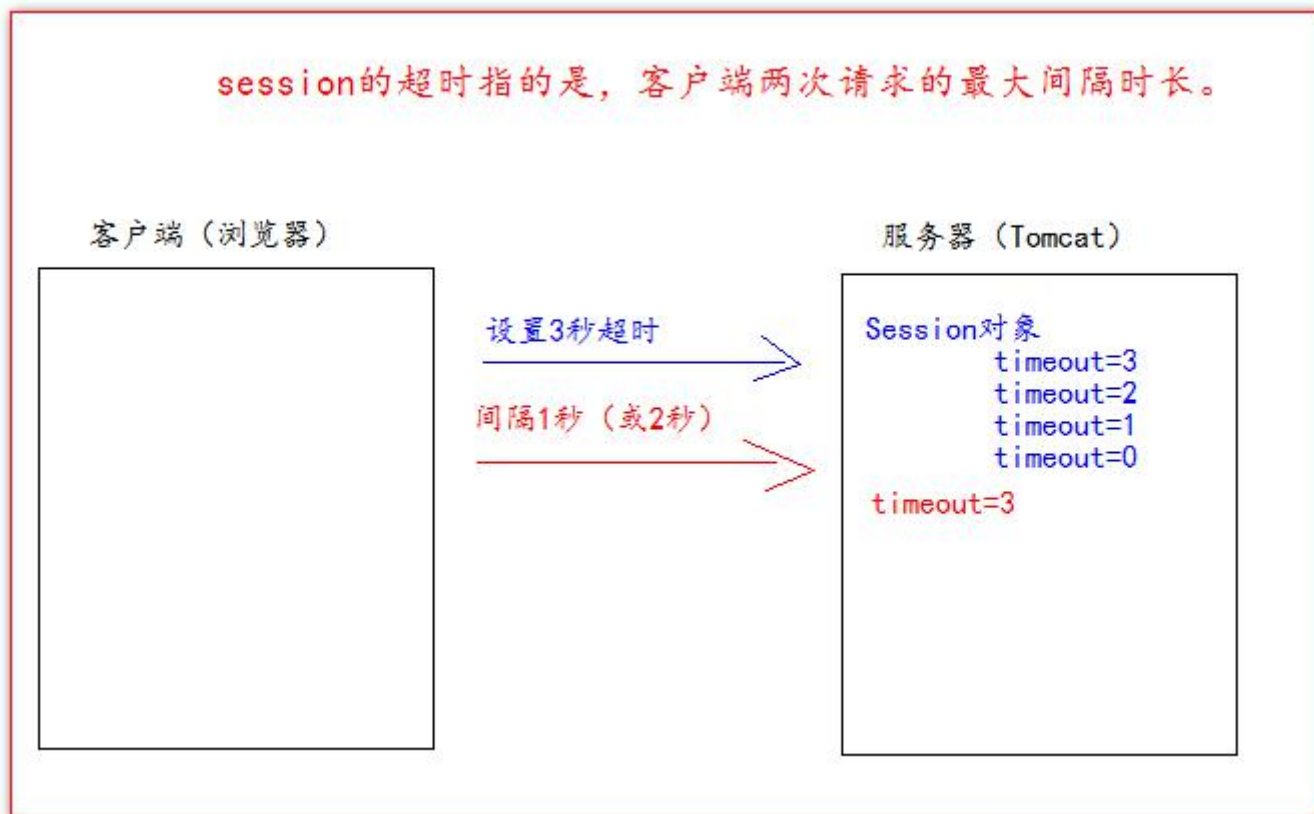 session的超时指的是，客户端两次请求的最大间隔时长。
客户端（浏览器）
服务器（Tomcat）
设置3秒超时
间隔1秒（或2秒）
Session对象
timeout=3
timeout=2
timeout=1
timeout=0
timeout=3